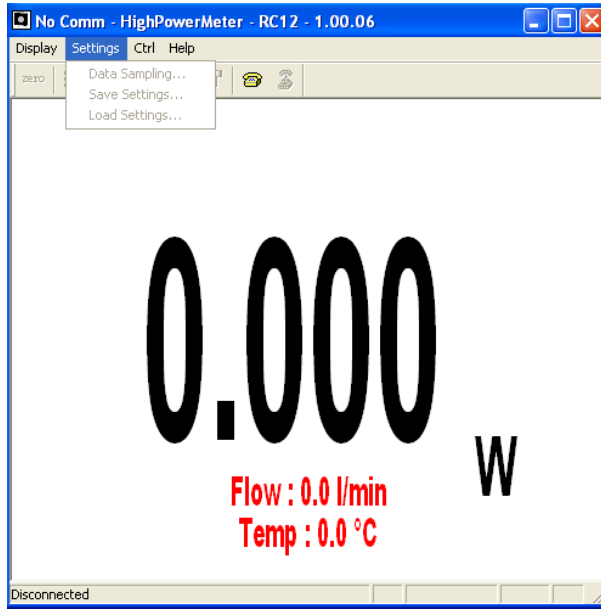 No Comm - HighPowerMeter - RC12 - 1.00.06
Display Settings Ctrl Help
zero
Data Sampling...
Save Settings...
Load Settings...
0.000
W
Flow : 0.0 l/min
Temp : 0.0 °C
Disconnected